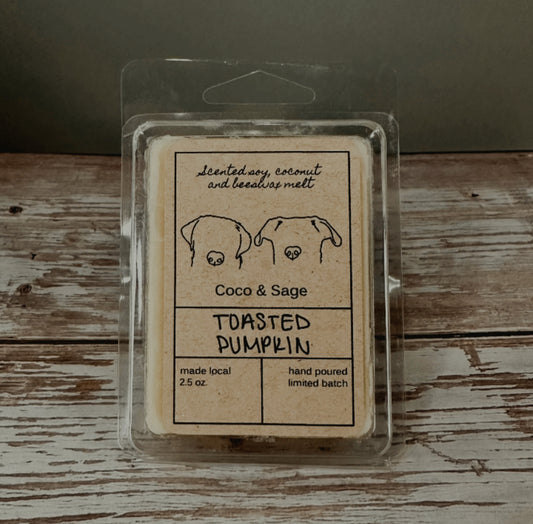 Scented soy, coconut
and beeswax melt
Coco & Sage
TOASTED
PUMPKIN
made local
2.5 oz.
hand poured
limited batch